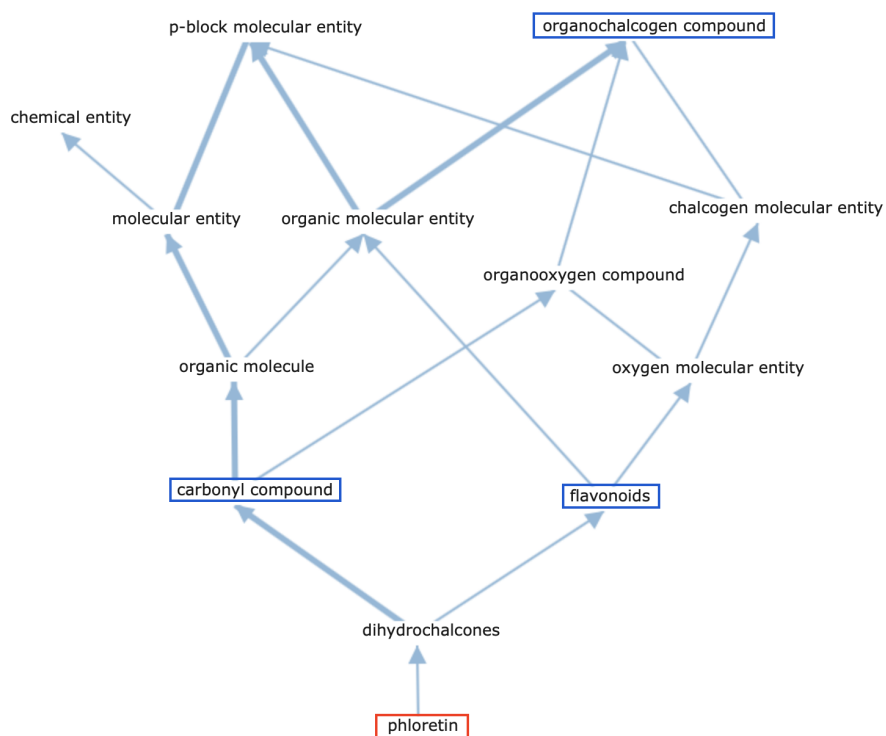 p-block molecular entity
organochalcogen compound
chemical entity
molecular entity
organic molecular entity
chalcogen molecular entity
organooxygen compound
organic molecule
oxygen molecular entity
carbonyl compound
flavonoids
dihydrochalcones
phloretin